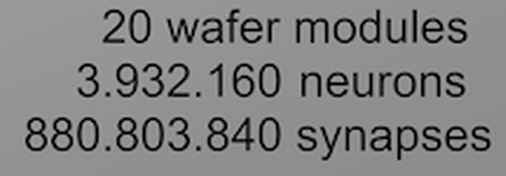 20 wafer modules
3.932.160 neurons
880.803.840 synapses